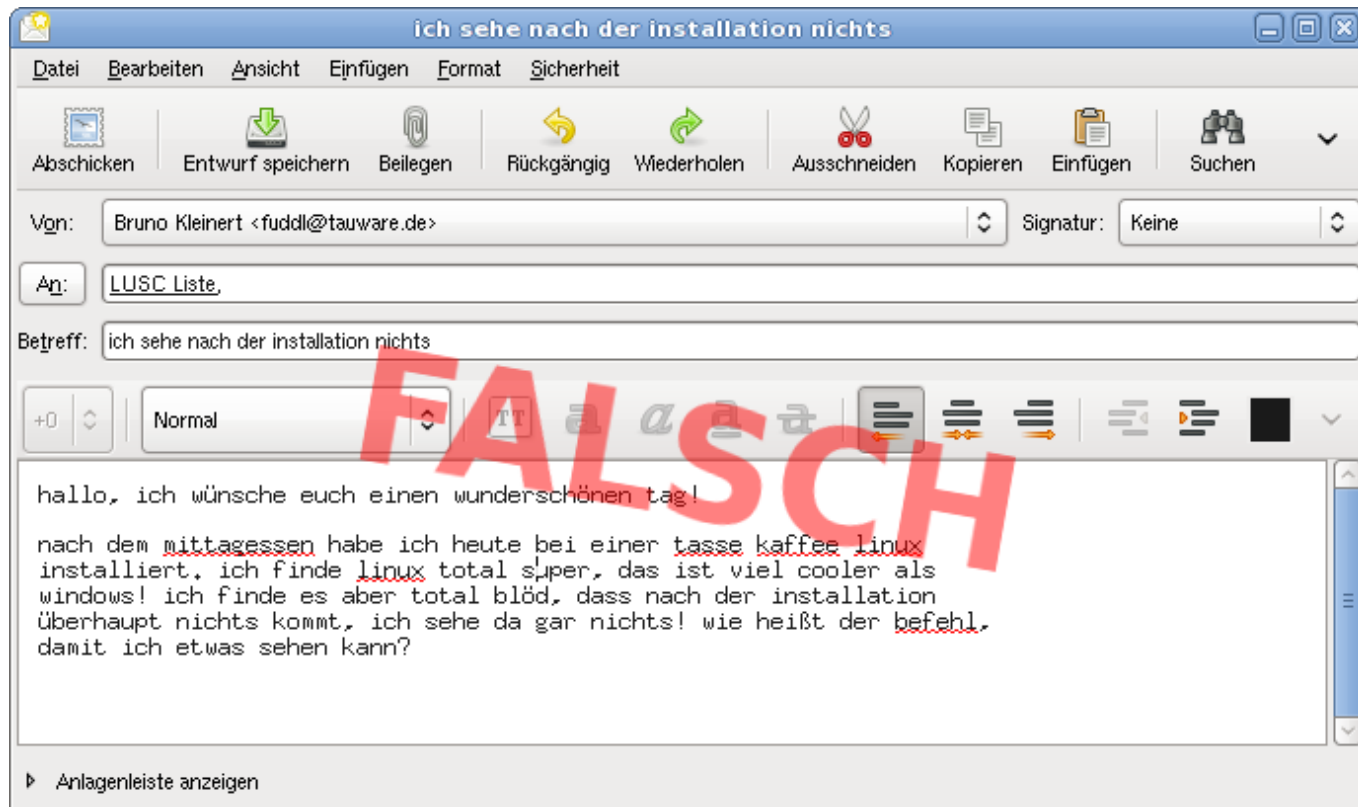 ich sehe nach der installation nichts
Datei Bearbeiten Ansicht Einfügen Format Sicherheit
Abschicken Entwurf speichern Beilegen Rückgängig Wiederholen Ausschneiden Kopieren Einfügen Suchen
Von: Bruno Kleinert <fuddl@tauware.de> Signatur: Keine
An: LUSC Liste,
Betreff: ich sehe nach der installation nichts
+0 Normal TT a a a a
FALSCH
hallo, ich wünsche euch einen wunderschönen tag!
nach dem mittagessen habe ich heute bei einer tasse kaffee linux
installiert. ich finde linux total super, das ist viel cooler als
windows! ich finde es aber total blöd, dass nach der installation
überhaupt nichts kommt, ich sehe da gar nichts! wie heißt der befehl,
damit ich etwas sehen kann?
Anlagenleiste anzeigen